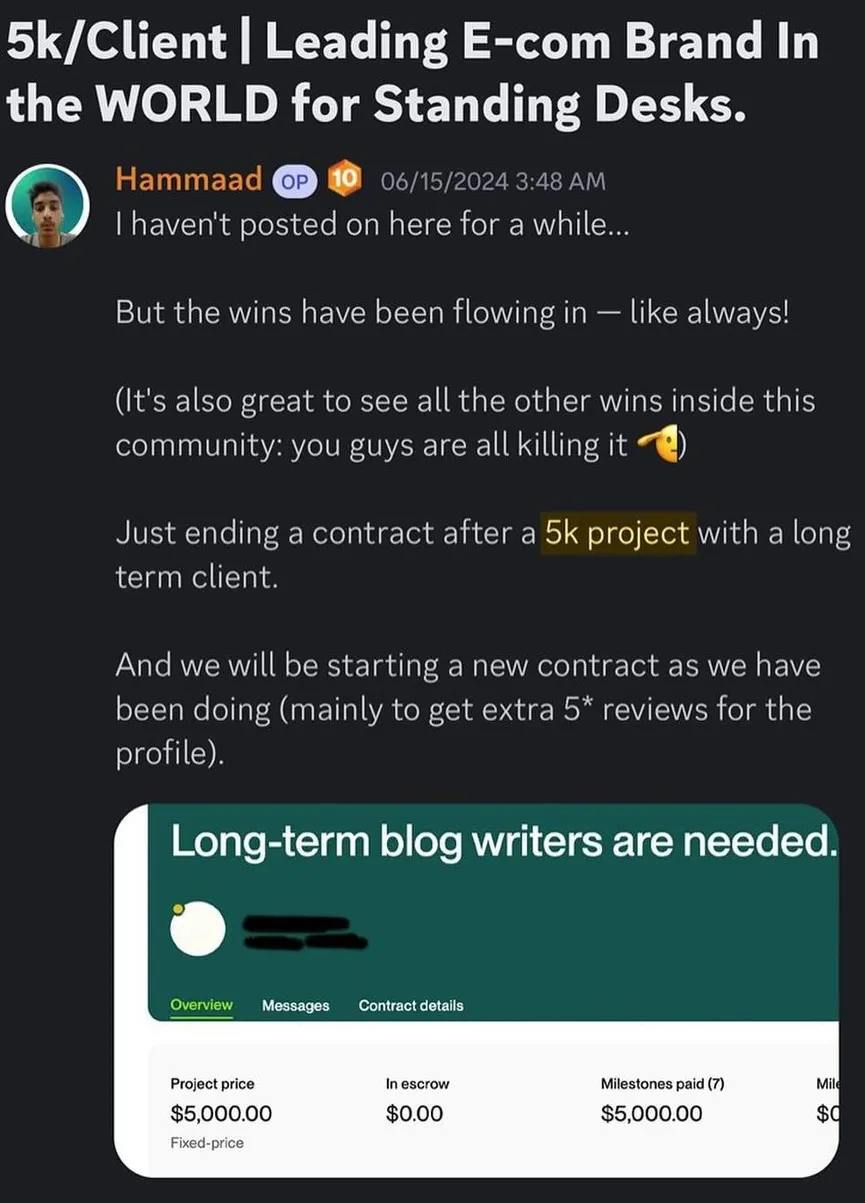 5k/Client | Leading E-com Brand In
the WORLD for Standing Desks.
Hammaad OP 10 06/15/2024 3:48 AM
I haven't posted on here for a while...
But the wins have been flowing in — like always!
(It's also great to see all the other wins inside this
community: you guys are all killing it )
Just ending a contract after a 5k project with a long
term client.
And we will be starting a new contract as we have
been doing (mainly to get extra 5* reviews for the
profile).
Long-term blog writers are needed.
Overview Messages Contract details
Project price In escrow Milestones paid (7)
$5,000.00 $0.00 $5,000.00
Fixed-price